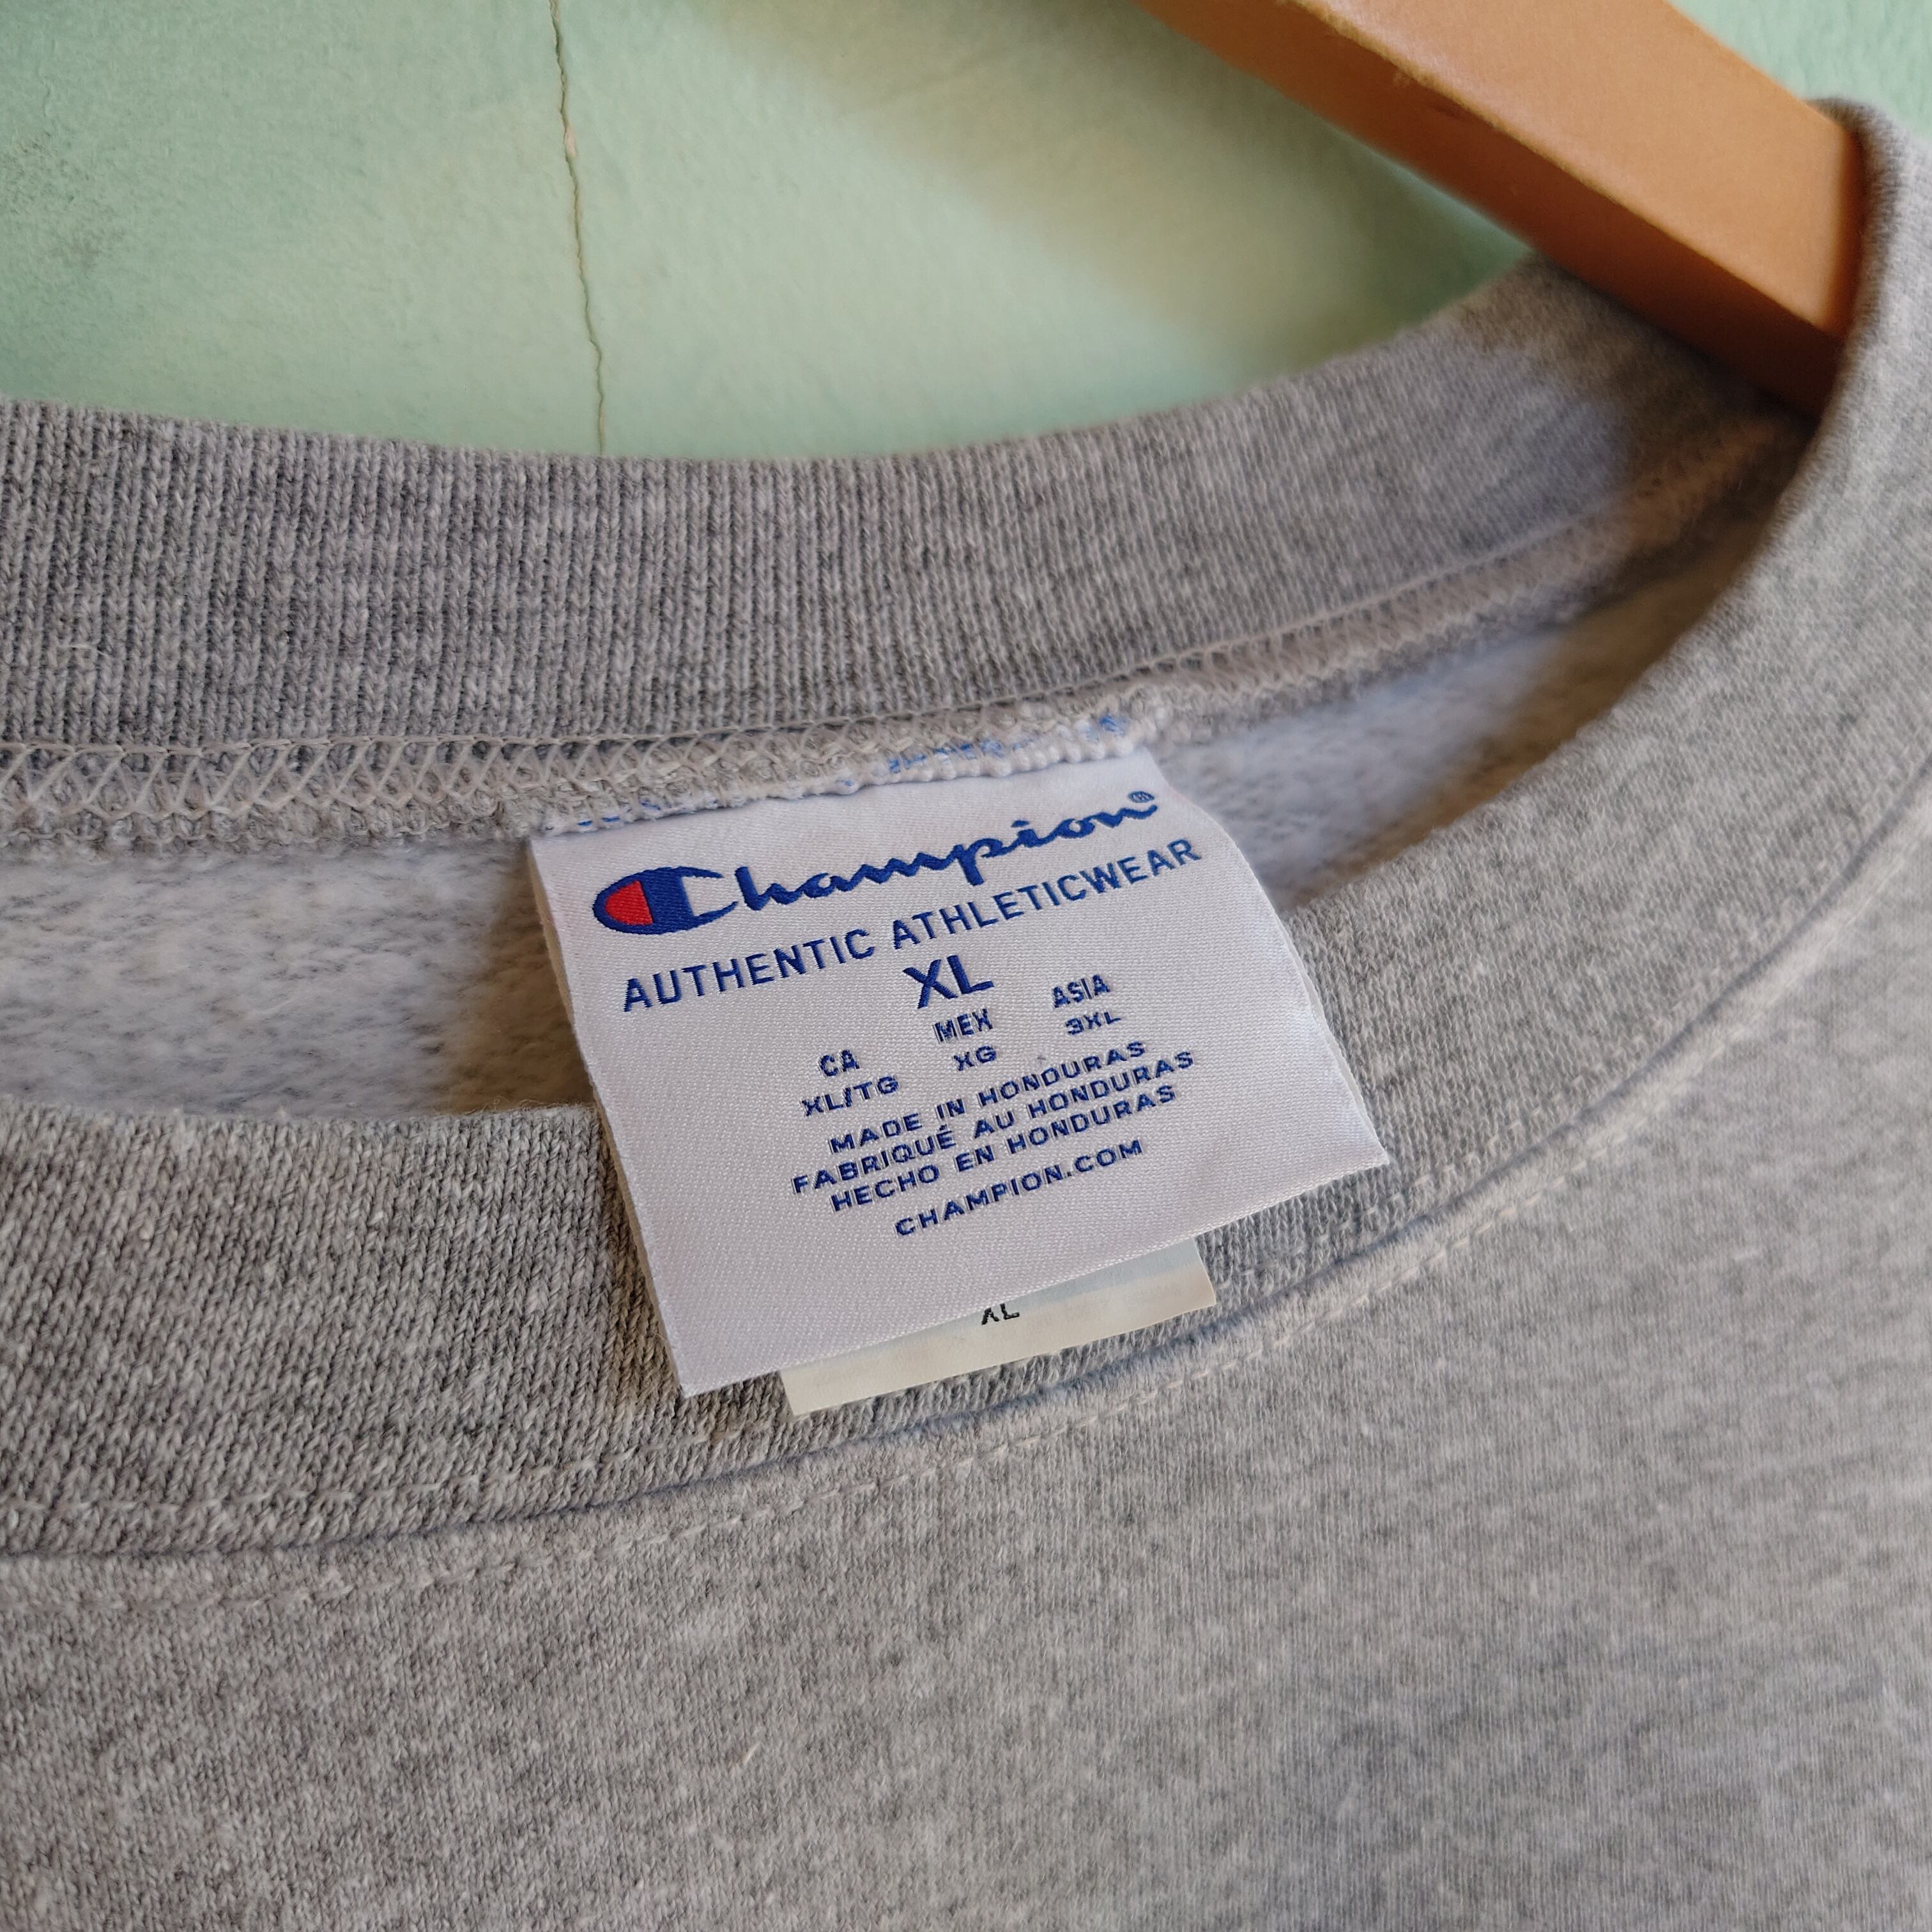 Champion®
AUTHENTIC ATHLETICWEAR
XL
CA MEX ASIA
XL/TG XG 3XL
MADE IN HONDURAS
FABRIQUÉ AU HONDURAS
HECHO EN HONDURAS
CHAMPION.COM
XL